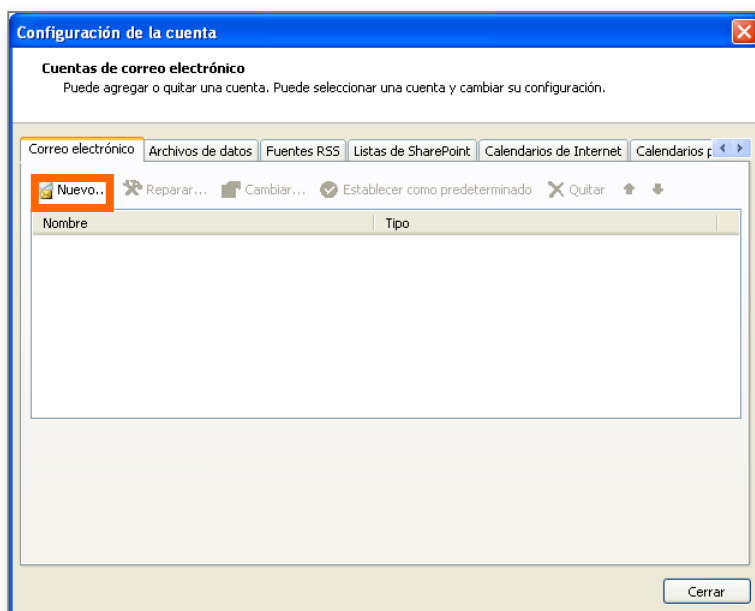 Configuración de la cuenta
Cuentas de correo electrónico
Puede agregar o quitar una cuenta. Puede seleccionar una cuenta y cambiar su configuración.
Correo electrónico Archivos de datos Fuentes RSS Listas de SharePoint Calendarios de Internet Calendarios
Nuevo.. Reparar... Cambiar... Establecer como predeterminado Quitar
Nombre Tipo
Cerrar